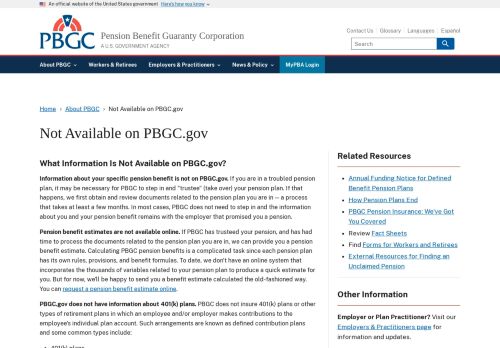 An official website of the United States government Here's how you know
PBGC
Pension Benefit Guaranty Corporation
A U.S. GOVERNMENT AGENCY
Contact Us Glossary Languages Español
Search
About PBGC Workers & Retirees Employers & Practitioners News & Policy MyPBA Login
Home › About PBGC › Not Available on PBGC.gov
Not Available on PBGC.gov
What Information Is Not Available on PBGC.gov?
Information about your specific pension benefit is not on PBGC.gov. If you are in a troubled pension
plan, it may be necessary for PBGC to step in and "trustee" (take over) your pension plan. If that
happens, we first obtain and review documents related to the pension plan you are in — a process
that takes at least a few months. In most cases, PBGC does not need to step in and the information
about you and your pension benefit remains with the employer that promised you a pension.
Pension benefit estimates are not available online. If PBGC has trusteed your pension, and has had
time to process the documents related to the pension plan you are in, we can provide you a pension
benefit estimate. Calculating PBGC pension benefits is a complicated task since each pension plan
has its own rules, provisions, and benefit formulas. To date, we don't have an online system that
incorporates the thousands of variables related to your pension plan to produce a quick estimate for
you. But for now, we'll be happy to send you a benefit estimate calculated the old-fashioned way.
You can request a pension benefit estimate online.
PBGC.gov does not have information about 401(k) plans. PBGC does not insure 401(k) plans or other
types of retirement plans in which an employee and/or employer makes contributions to the
employee's individual plan account. Such arrangements are known as defined contribution plans
and some common types include:
401(k) plans
Related Resources
Annual Funding Notice for Defined
Benefit Pension Plans
How Pension Plans End
PBGC Pension Insurance: We've Got
You Covered
Review Fact Sheets
Find Forms for Workers and Retirees
External Resources for Finding an
Unclaimed Pension
Other Information
Employer or Plan Practitioner? Visit our
Employers & Practitioners page for
information and updates.